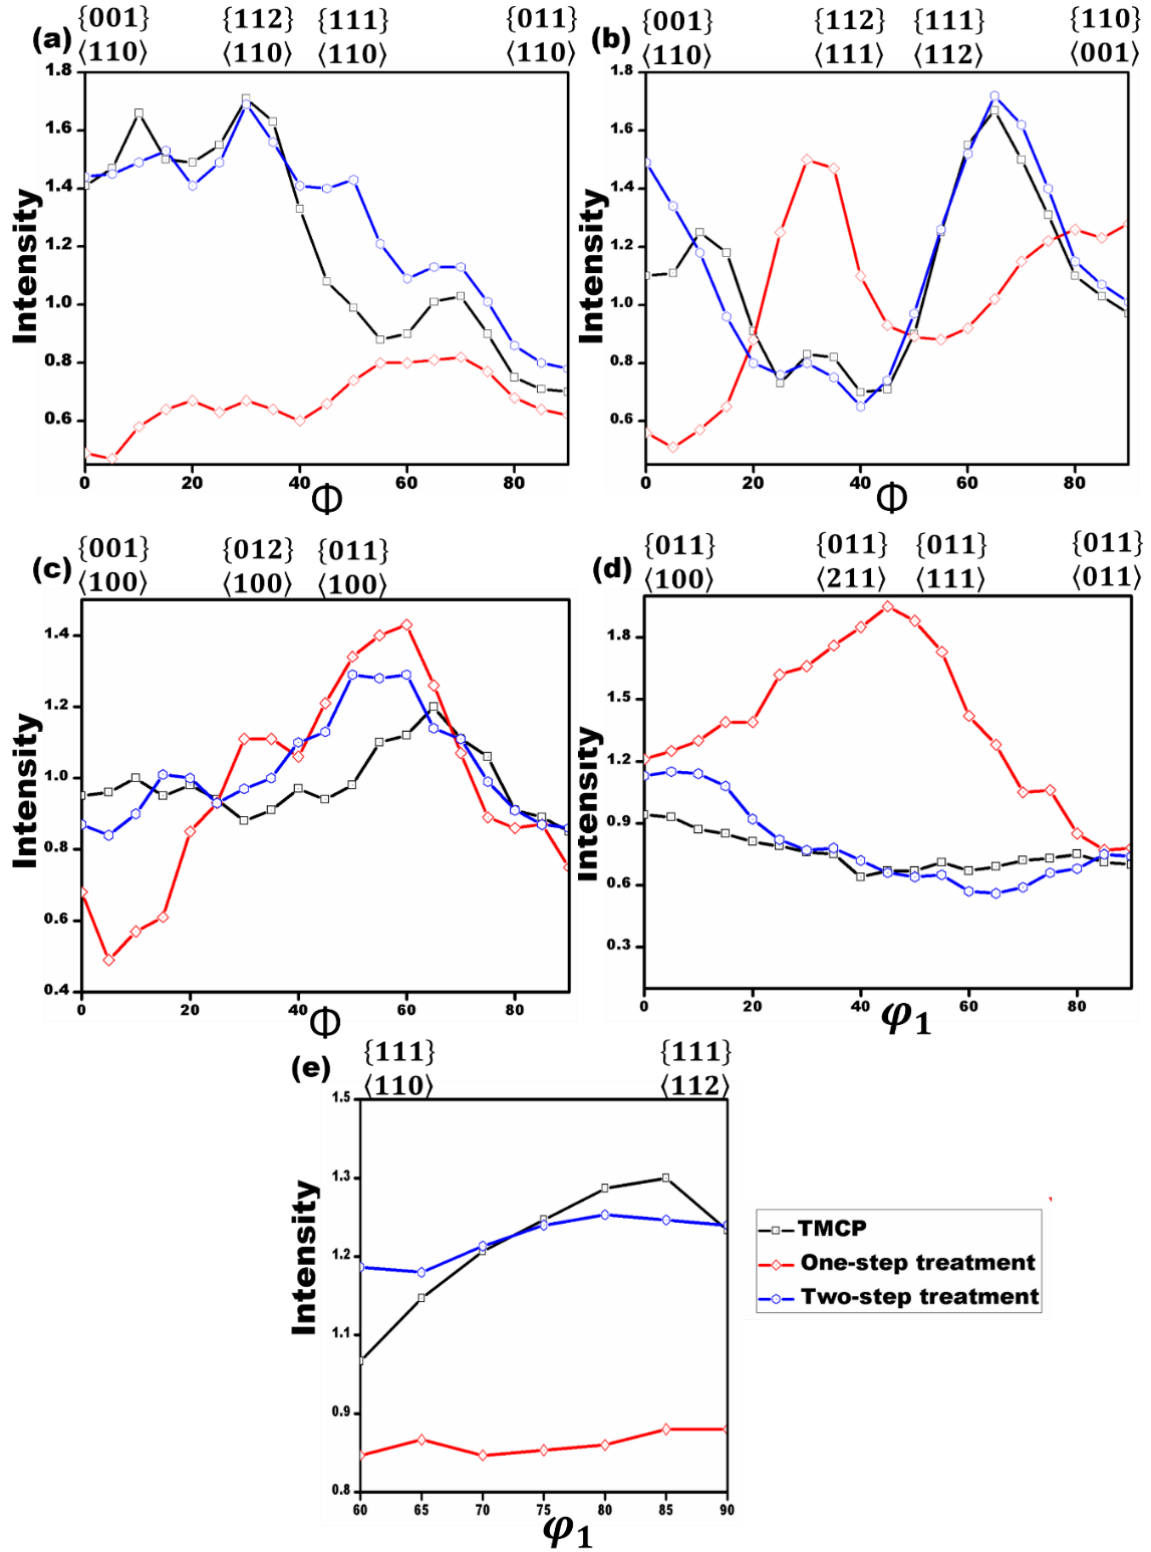 (a) {001} {112} {111} {011}
⟨110⟩ ⟨110⟩ ⟨110⟩ ⟨110⟩
1.8
1.6
1.4
1.2
1.0
0.8
0.6
Intensity
0 20 40 60 80
Φ
(b) {001} {112} {111} {110}
⟨110⟩ ⟨111⟩ ⟨112⟩ ⟨001⟩
1.8
1.6
1.4
1.2
1.0
0.8
0.6
Intensity
0 20 40 60 80
Φ
(c) {001} {012} {011}
⟨100⟩ ⟨100⟩ ⟨100⟩
1.4
1.2
1.0
0.8
0.6
0.4
Intensity
0 20 40 60 80
Φ
(d) {011} {011} {011} {011}
⟨100⟩ ⟨211⟩ ⟨111⟩ ⟨011⟩
1.8
1.5
1.2
0.9
0.6
0.3
Intensity
0 20 40 60 80
φ1
(e) {111} {111}
⟨110⟩ ⟨112⟩
1.5
1.3
1.2
1.1
0.9
0.8
Intensity
60 65 70 75 80 85 90
φ1
TMCP
One-step treatment
Two-step treatment